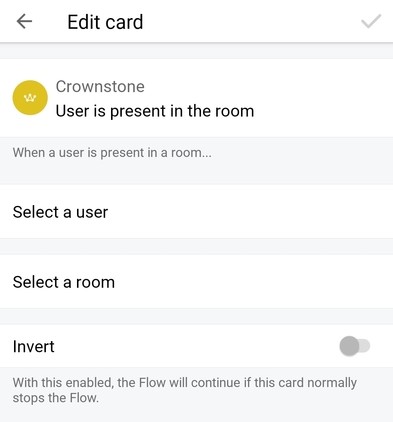 Edit card
Crownstone
User is present in the room
When a user is present in a room...
Select a user
Select a room
Invert
With this enabled, the Flow will continue if this card normally
stops the Flow.